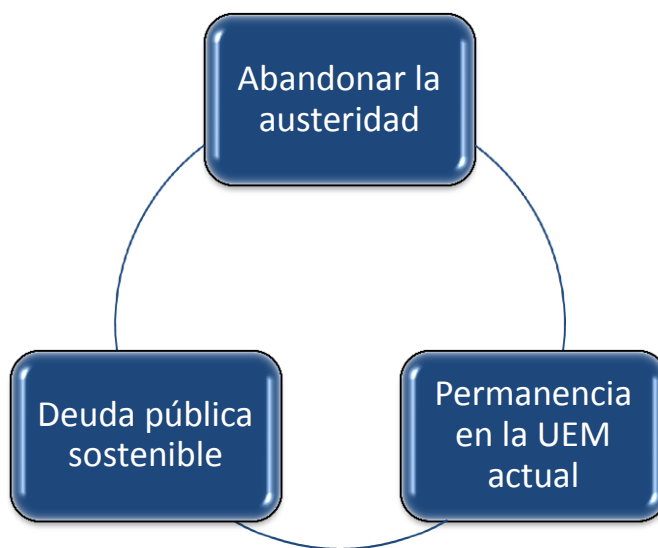 Abandonar la
austeridad
Deuda pública
sostenible
Permanencia
en la UEM
actual